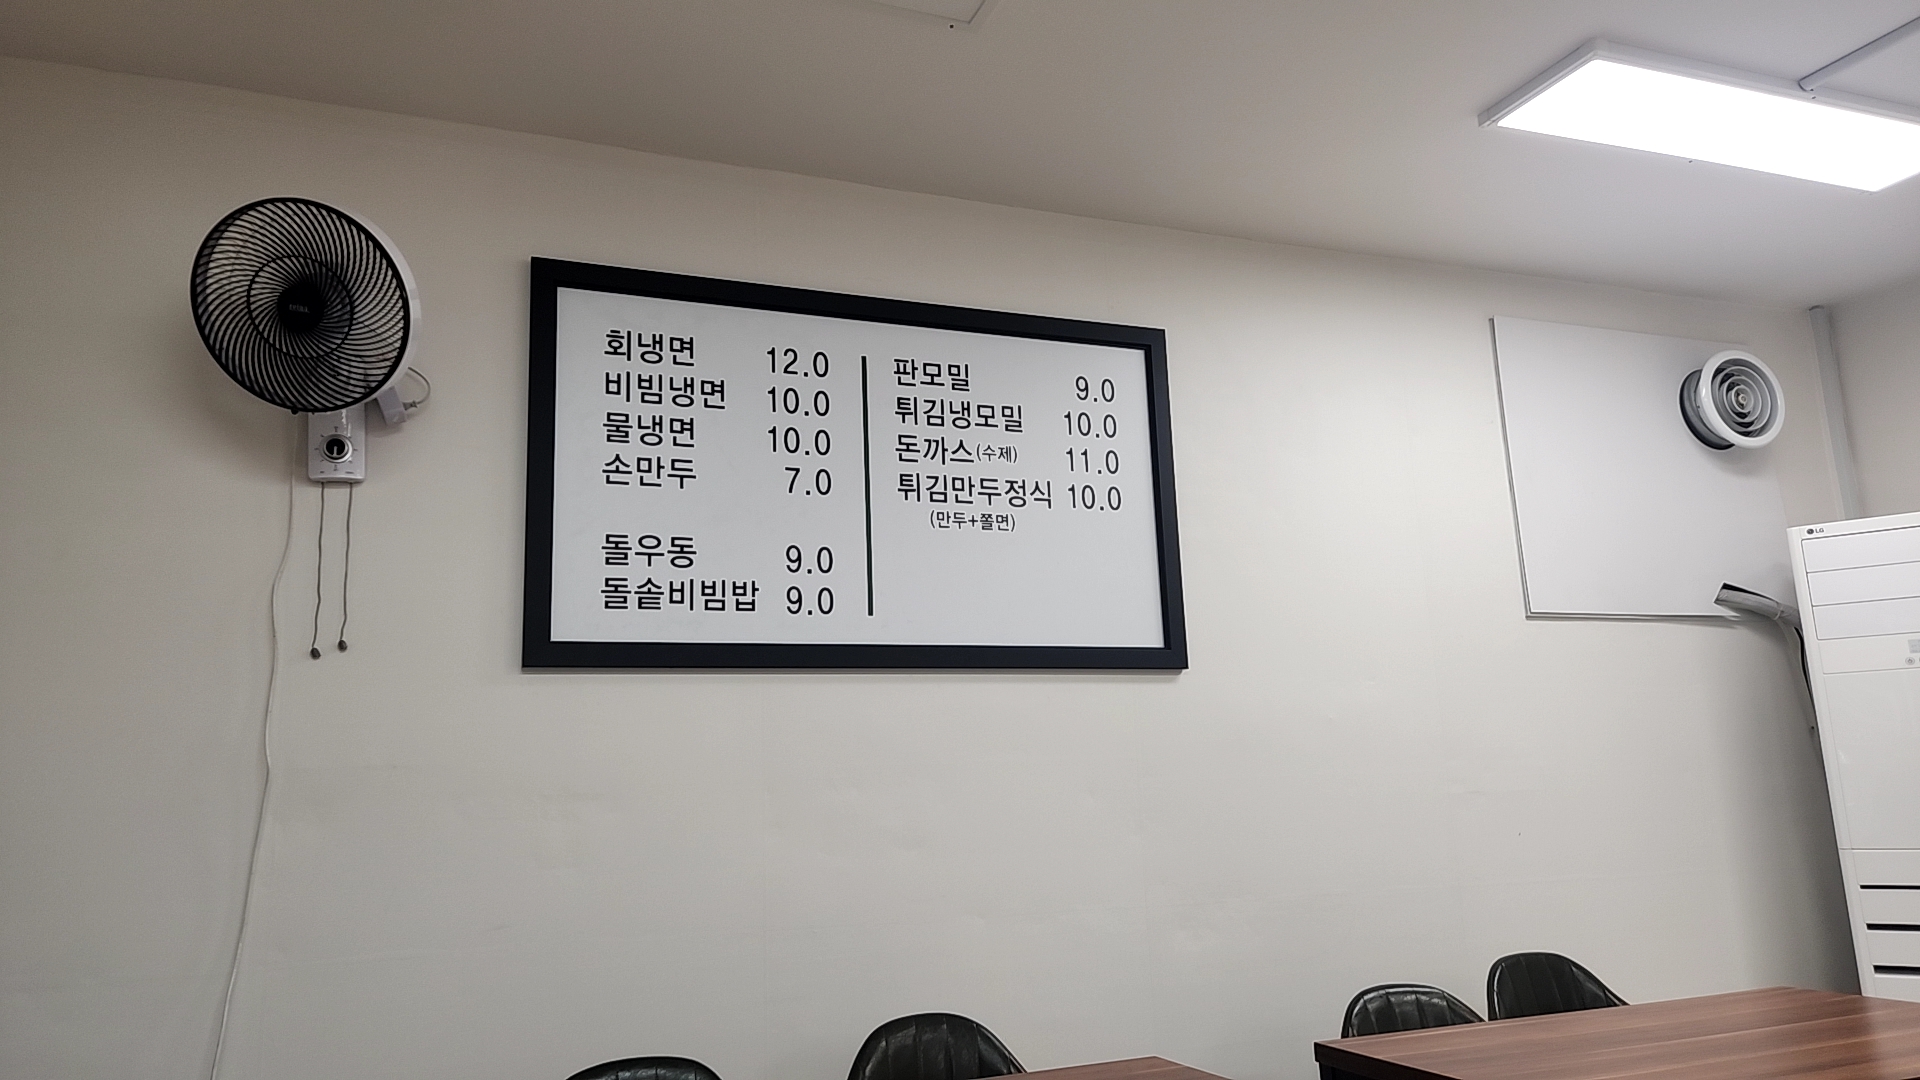 회냉면 12.0
비빔냉면 10.0
물냉면 10.0
손만두 7.0
돌우동 9.0
돌솥비빔밥 9.0
판모밀 9.0
튀김냉모밀 10.0
돈까스(수제) 11.0
튀김만두정식 10.0
(만두+쫄면)
LG